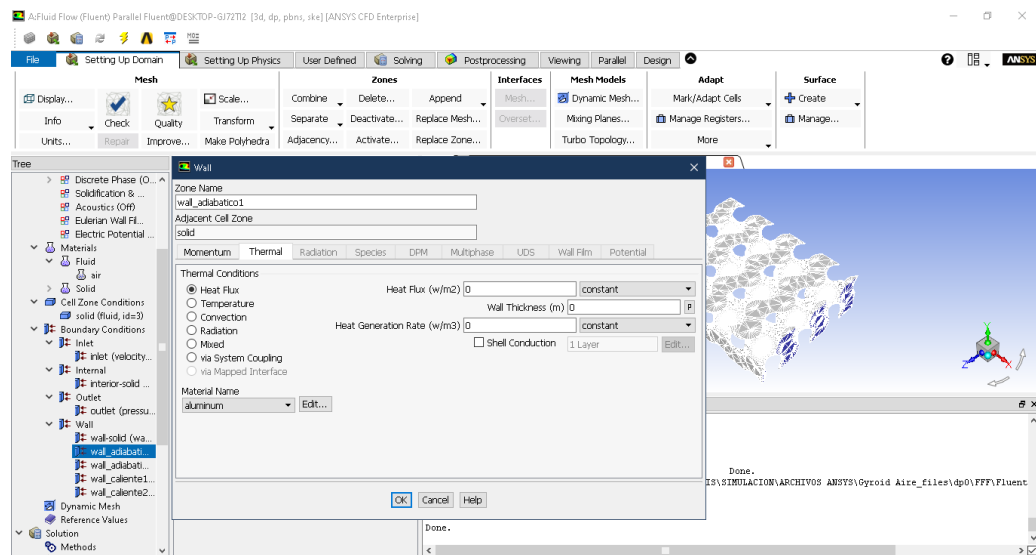 A:Fluid Flow (Fluent) Parallel Fluent@DESKTOP-GJ72TI2 [3d, dp, pbns, ske] [ANSYS CFD Enterprise]
File Setting Up Domain Setting Up Physics User Defined Solving Postprocessing Viewing Parallel Design ANSYS
Mesh Zones Interfaces Mesh Models Adapt Surface
Display... Scale... Combine Delete... Append Mesh... Dynamic Mesh... Mark/Adapt Cells Create
Info Check Quality Transform Separate Deactivate... Replace Mesh... Overset... Mixing Planes... Manage Registers... Manage...
Units... Repair Improve... Make Polyhedra Adjacency... Activate... Replace Zone... Turbo Topology... More
Tree
Discrete Phase (O...
Solidification & ...
Acoustics (Off)
Eulerian Wall Fil...
Electric Potential ...
Materials
Fluid
air
Solid
Cell Zone Conditions
solid (fluid, id=3)
Boundary Conditions
Inlet
inlet (velocity...
Internal
interior-solid ...
Outlet
outlet (pressu...
Wall
wall-solid (wa...
wall_adiabati...
wall_adiabati...
wall_caliente1...
wall_caliente2...
Dynamic Mesh
Reference Values
Solution
Methods
Wall
Zone Name
wall_adiabatico1
Adjacent Cell Zone
solid
Momentum Thermal Radiation Species DPM Multiphase UDS Wall Film Potential
Thermal Conditions
Heat Flux
Temperature
Convection
Radiation
Mixed
via System Coupling
via Mapped Interface
Heat Flux (w/m2) 0 constant
Wall Thickness (m) 0 P
Heat Generation Rate (w/m3) 0 constant
Shell Conduction 1 Layer Edit...
Material Name
aluminum Edit...
OK Cancel Help
Z Y X
Done.
IS\SIMULACION\ARCHIVOS ANSYS\Gyroid Aire_files\dp0\FFF\Fluent
Done.